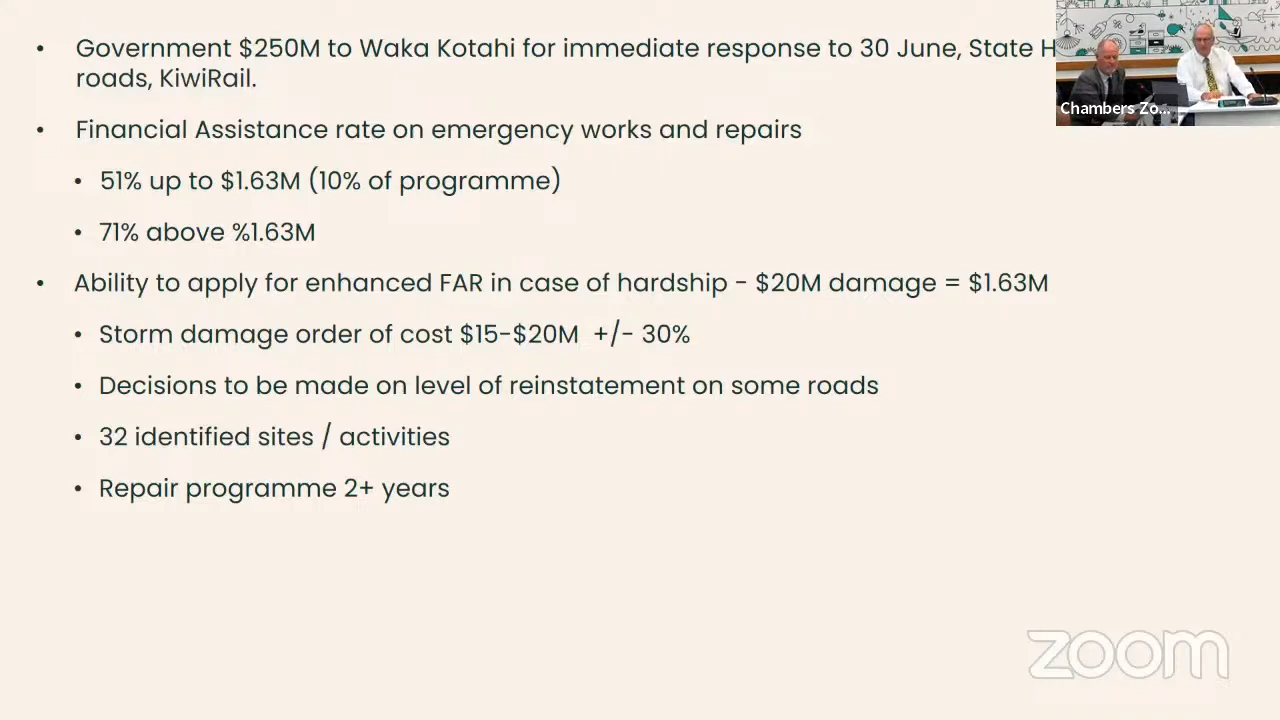 • Government $250M to Waka Kotahi for immediate response to 30 June, State H
roads, KiwiRail.
• Financial Assistance rate on emergency works and repairs
• 51% up to $1.63M (10% of programme)
• 71% above %1.63M
• Ability to apply for enhanced FAR in case of hardship - $20M damage = $1.63M
• Storm damage order of cost $15-$20M +/- 30%
• Decisions to be made on level of reinstatement on some roads
• 32 identified sites / activities
• Repair programme 2+ years
Chambers Zo...
zoom